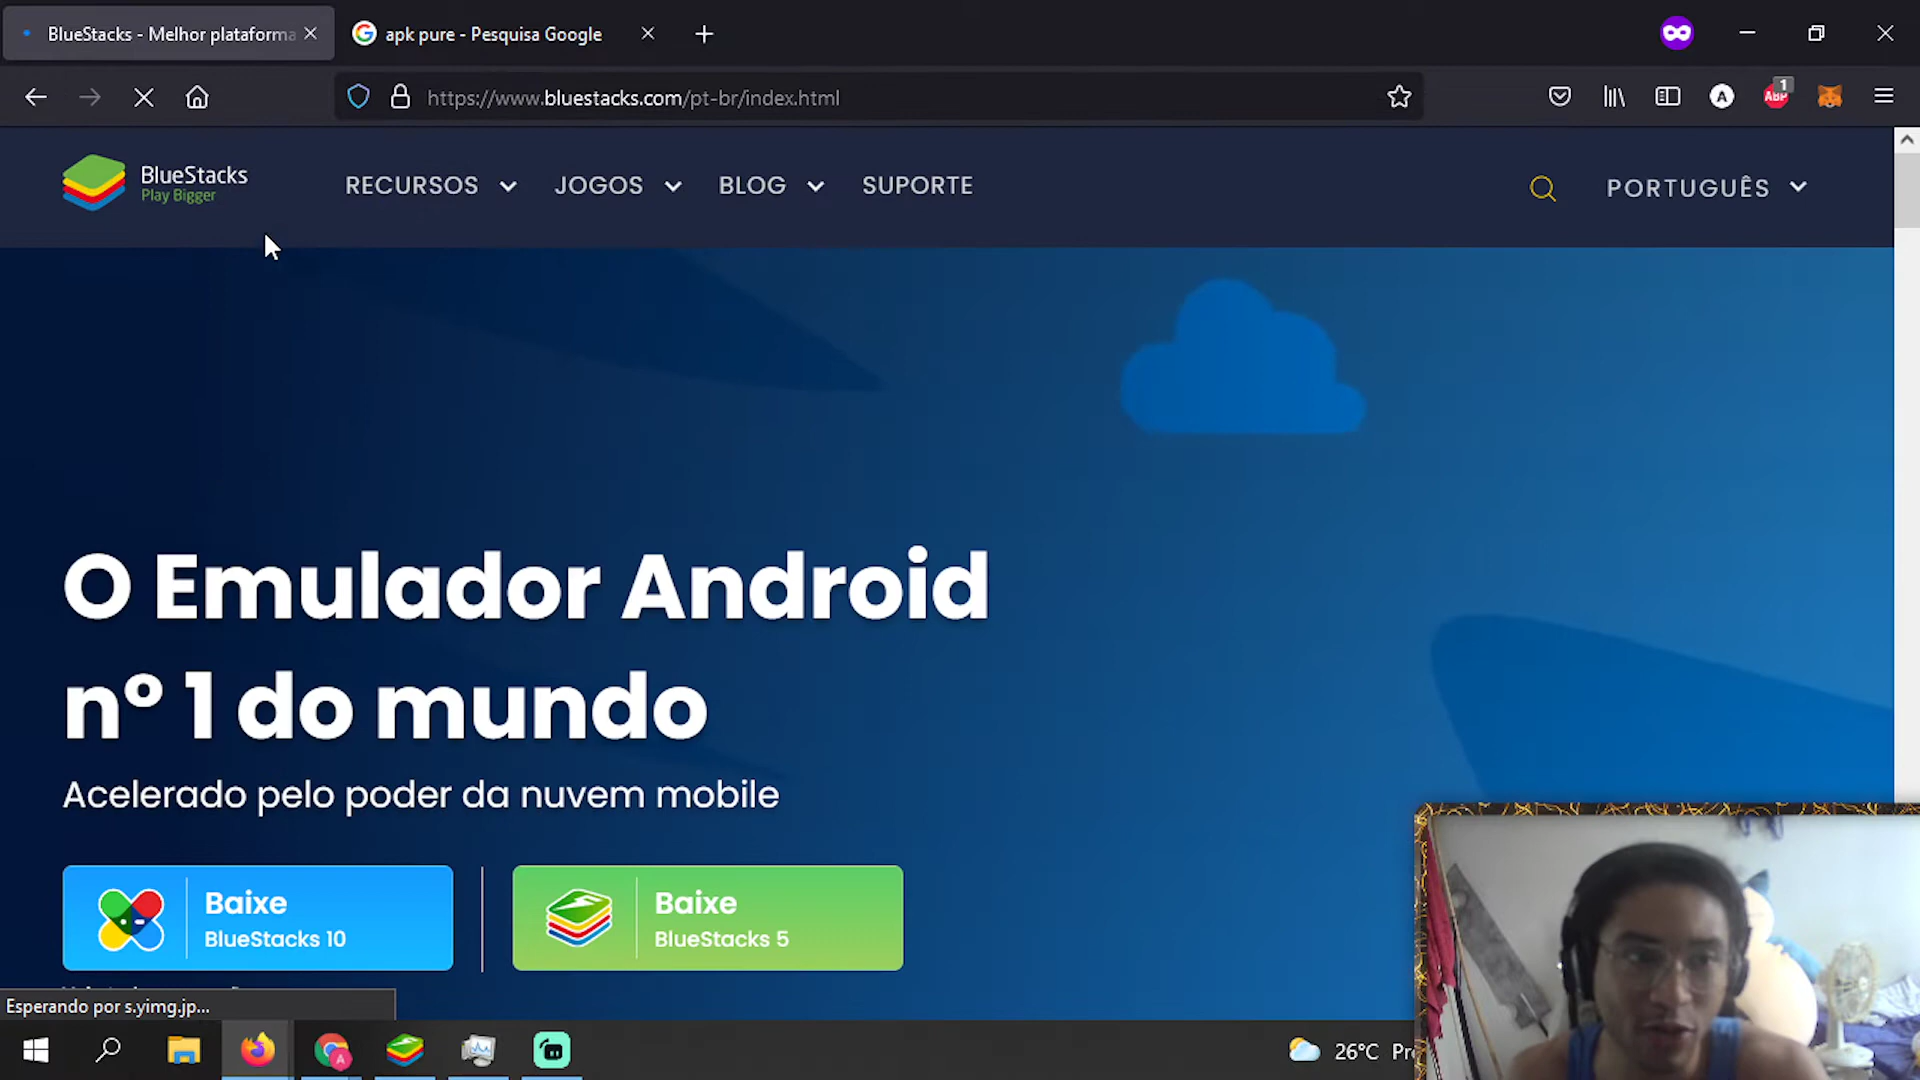 BlueStacks - Melhor plataforma
apk pure - Pesquisa Google
https://www.bluestacks.com/pt-br/index.html
ABP
1
A
BlueStacks
Play Bigger
RECURSOS
JOGOS
BLOG
SUPORTE
PORTUGUÊS
O Emulador Android
nº 1 do mundo
Acelerado pelo poder da nuvem mobile
Baixe
BlueStacks 10
Baixe
BlueStacks 5
Esperando por s.yimg.jp...
26°C